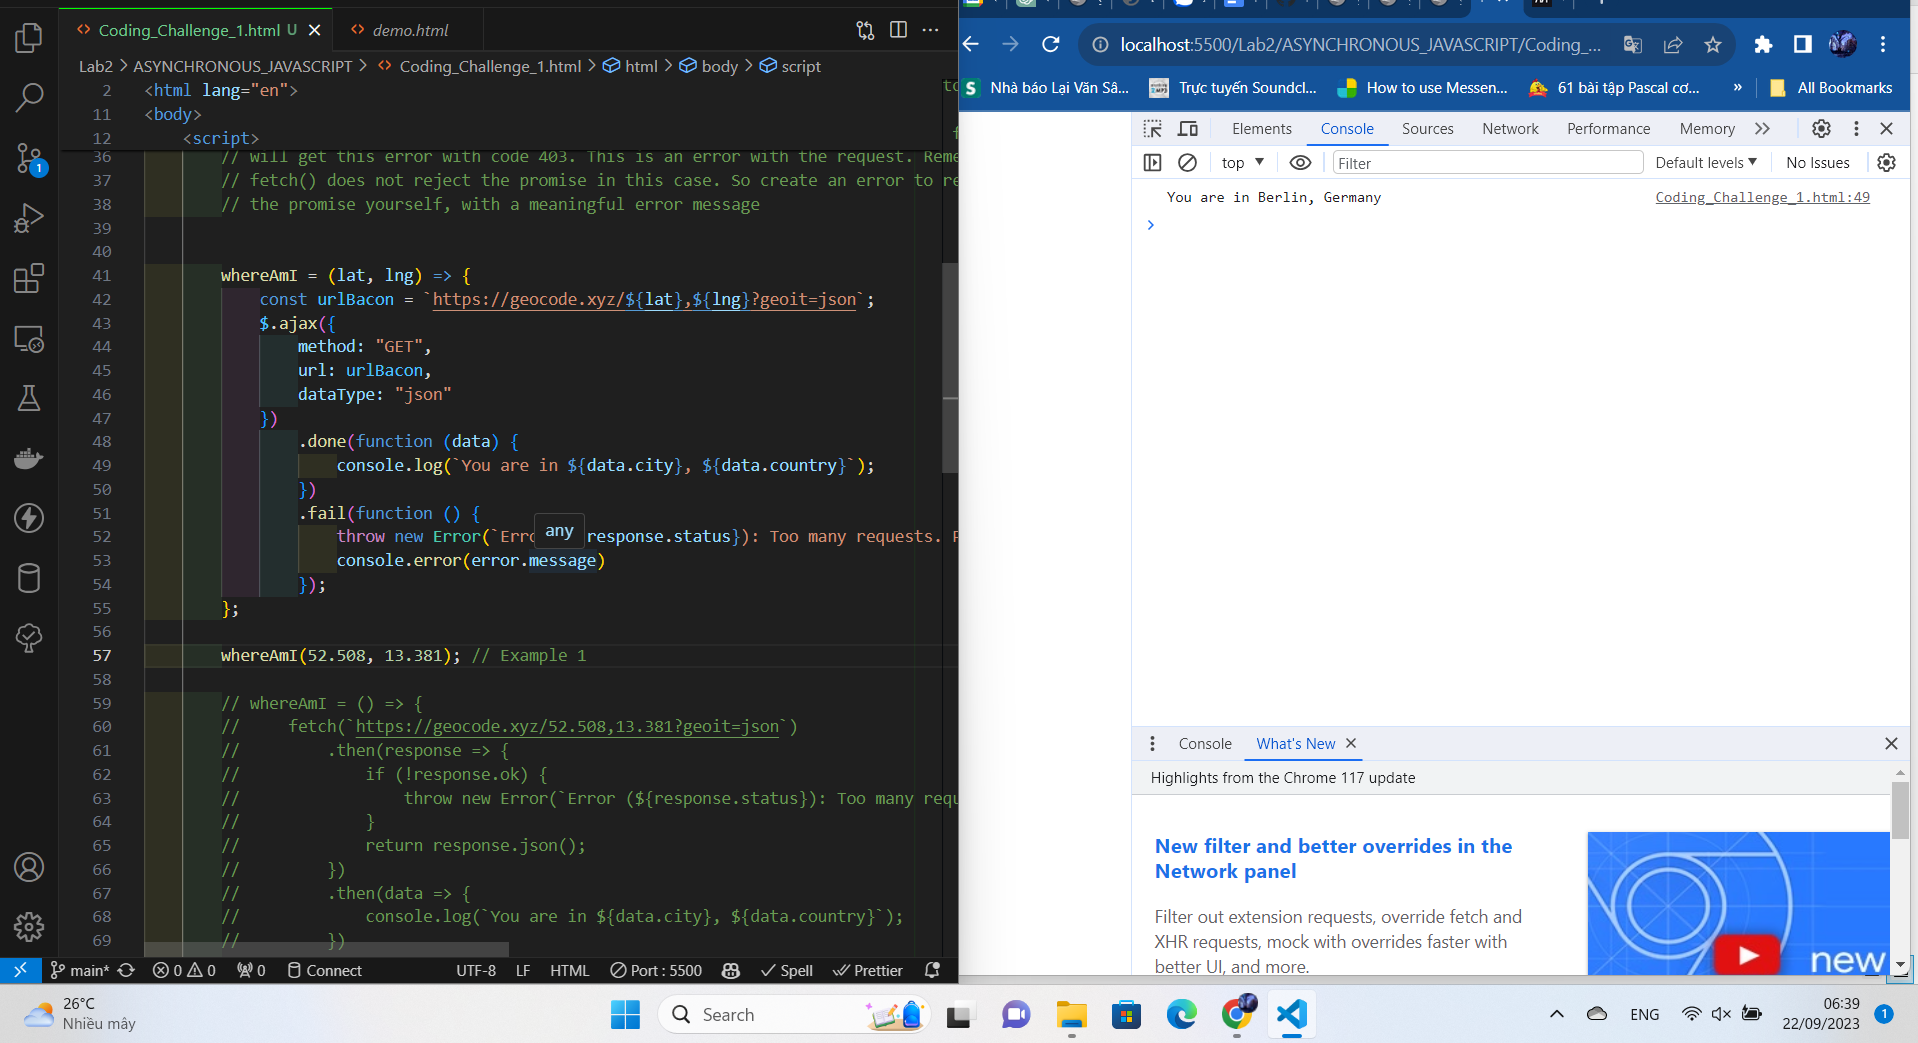 Coding_Challenge_1.html U
demo.html
Lab2 > ASYNCHRONOUS_JAVASCRIPT > Coding_Challenge_1.html > html > body > script
2 <html lang="en">
11 <body>
12 <script>
36 // will get this error with code 403. This is an error with the request. Reme
37 // fetch() does not reject the promise in this case. So create an error to re
38 // the promise yourself, with a meaningful error message
39
40
41 whereAmI = (lat, lng) => {
42 const urlBacon = `https://geocode.xyz/${lat},${lng}?geoit=json`;
43 $.ajax({
44 method: "GET",
45 url: urlBacon,
46 dataType: "json"
47 })
48 .done(function (data) {
49 console.log(`You are in ${data.city}, ${data.country}`);
50 })
51 .fail(function () {
52 throw new Error(`Erro response.status}): Too many requests.
any
53 console.error(error.message)
54 });
55 };
56
57 whereAmI(52.508, 13.381); // Example 1
58
59 // whereAmI = () => {
60 // fetch(`https://geocode.xyz/52.508,13.381?geoit=json`)
61 // .then(response => {
62 // if (!response.ok) {
63 // throw new Error(`Error (${response.status}): Too many requ
64 // }
65 // return response.json();
66 // })
67 // .then(data => {
68 // console.log(`You are in ${data.city}, ${data.country}`);
69 // })
1
main* 0 0 0 Connect UTF-8 LF HTML Port : 5500 Spell Prettier
localhost:5500/Lab2/ASYNCHRONOUS_JAVASCRIPT/Coding_...
Nhà báo Lại Văn Sâ... Trực tuyến Soundcl... How to use Messen... 61 bài tập Pascal cơ... » All Bookmarks
Elements Console Sources Network Performance Memory
top Filter Default levels No Issues
You are in Berlin, Germany Coding_Challenge_1.html:49
Console What's New
Highlights from the Chrome 117 update
New filter and better overrides in the
Network panel
Filter out extension requests, override fetch and
XHR requests, mock with overrides faster with
better UI, and more.
new
26°C
Nhiều mây
Search
ENG
06:39
22/09/2023
1